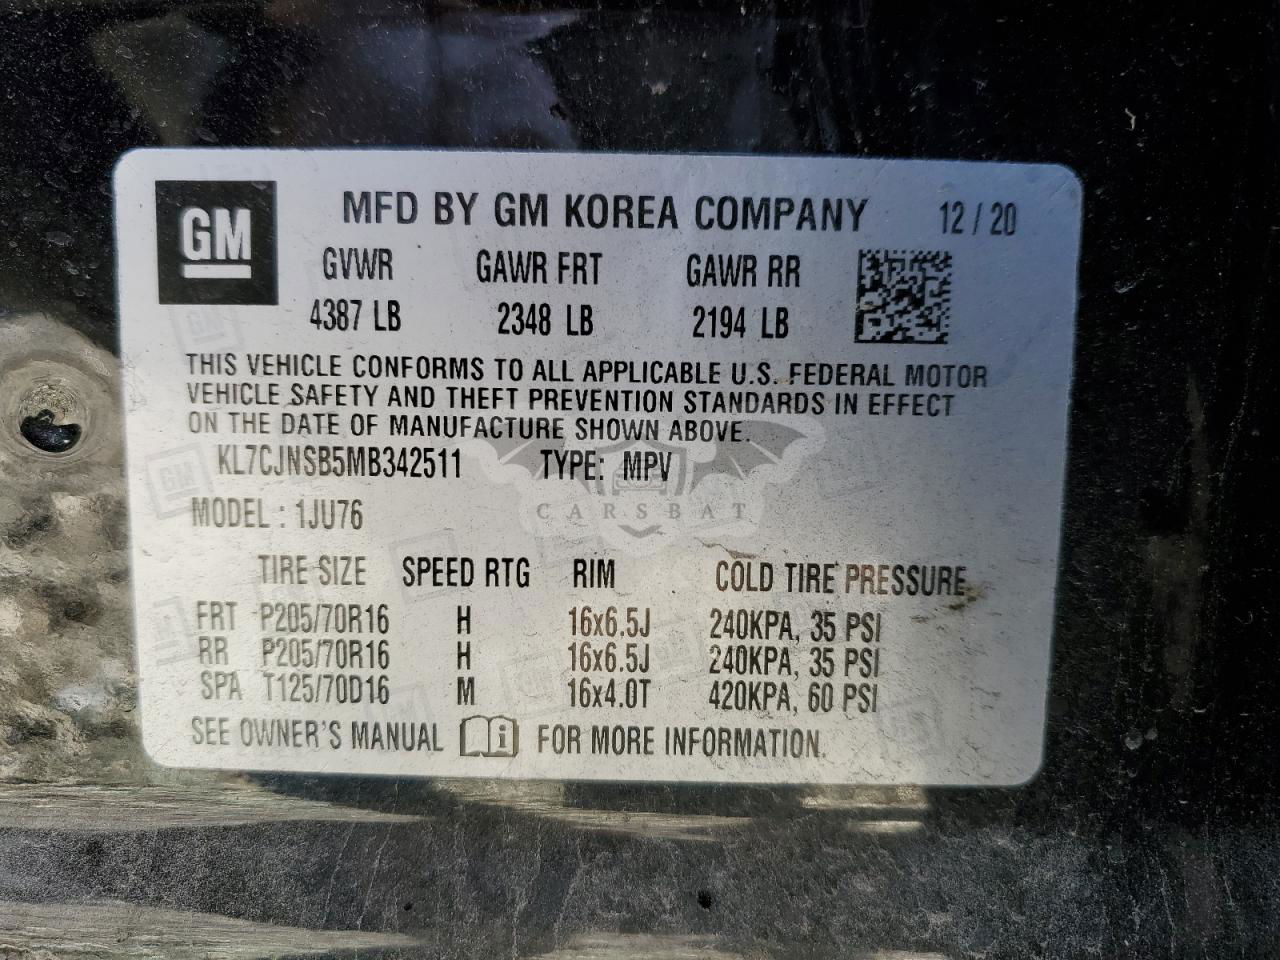 GM MFD BY GM KOREA COMPANY 12 / 20
GVWR GAWR FRT GAWR RR
4387 LB 2348 LB 2194 LB
THIS VEHICLE CONFORMS TO ALL APPLICABLE U.S. FEDERAL MOTOR
VEHICLE SAFETY AND THEFT PREVENTION STANDARDS IN EFFECT
ON THE DATE OF MANUFACTURE SHOWN ABOVE.
KL7CJNSB5MB342511 TYPE: MPV
CARSBAT
MODEL : 1JU76
TIRE SIZE SPEED RTG RIM COLD TIRE PRESSURE
FRT P205/70R16 H 16x6.5J 240KPA, 35 PSI
RR P205/70R16 H 16x6.5J 240KPA, 35 PSI
SPA T125/70D16 M 16x4.0T 420KPA, 60 PSI
SEE OWNER'S MANUAL i FOR MORE INFORMATION.